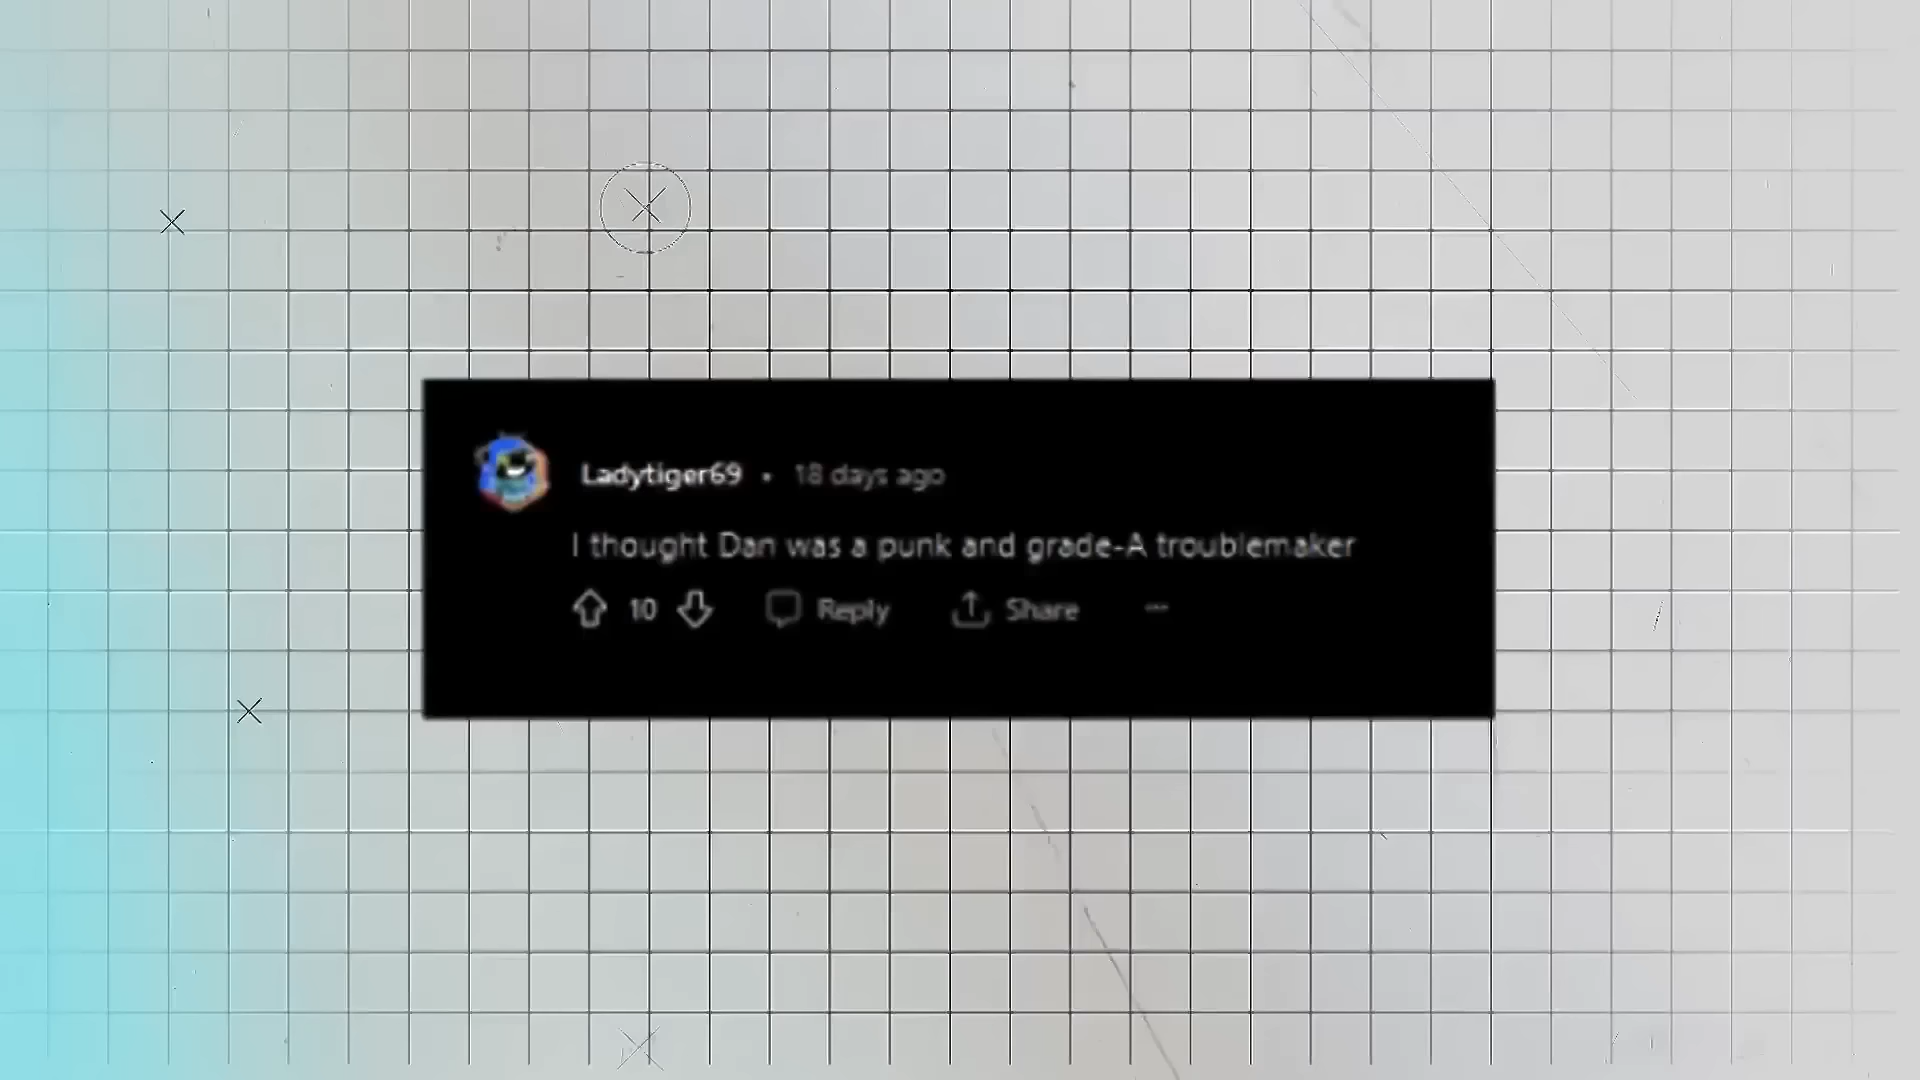 Ladytiger69 • 18 days ago
I thought Dan was a punk and grade-A troublemaker
10 Reply Share ...